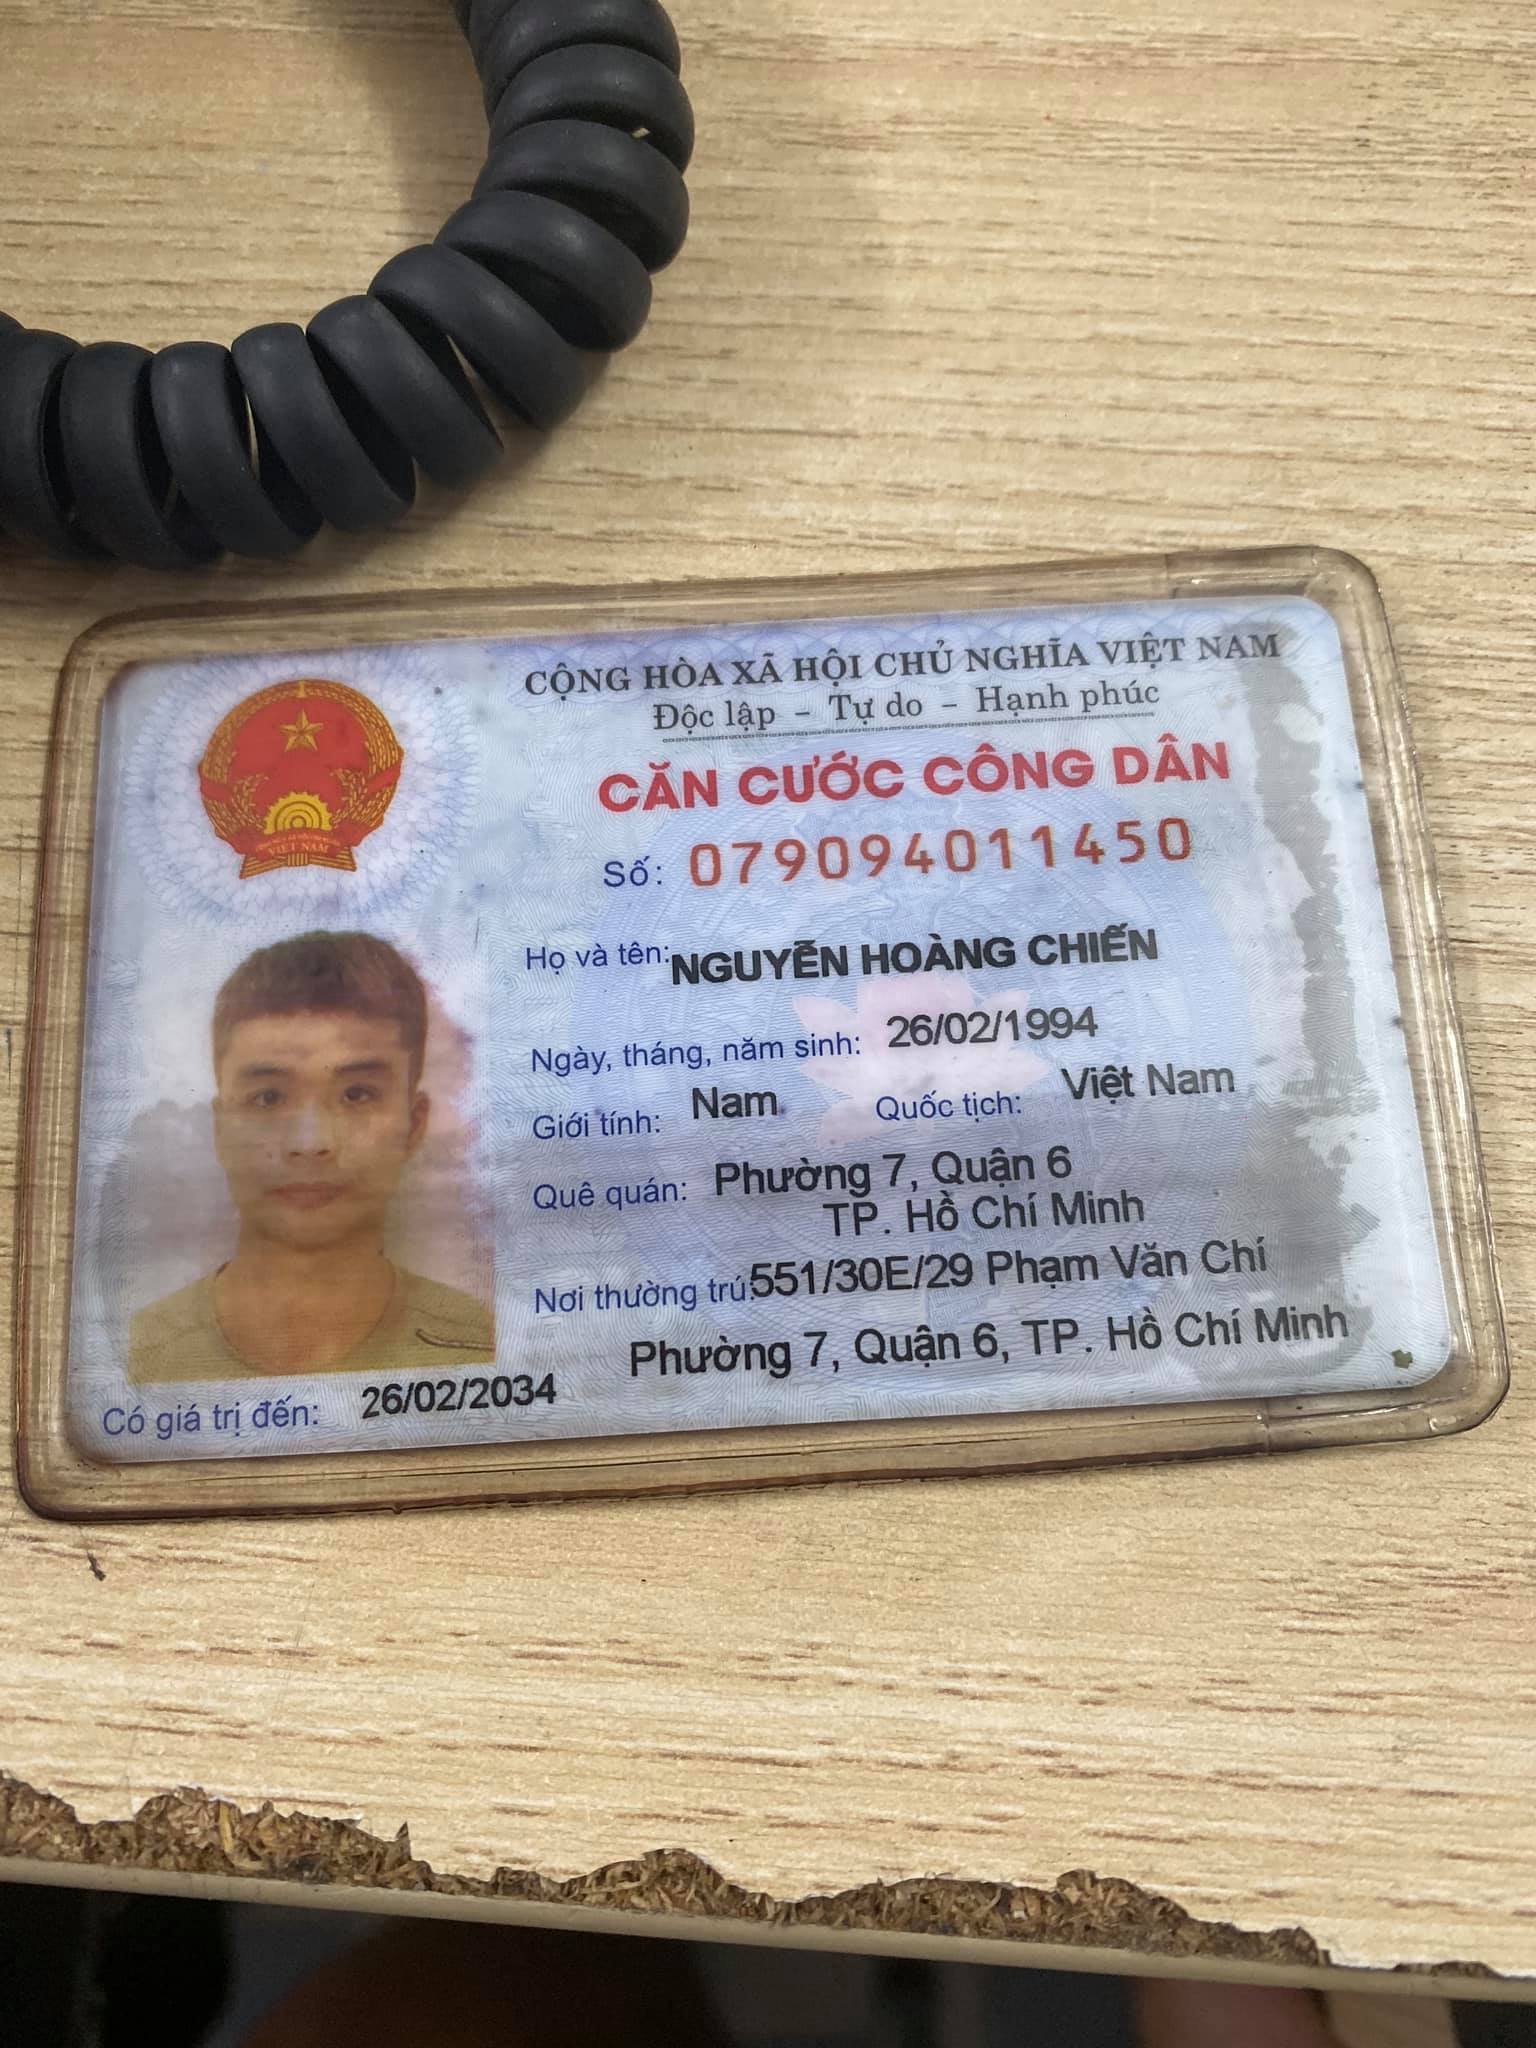 CỘNG HÒA XÃ HỘI CHỦ NGHĨA VIỆT NAM
Độc lập - Tự do - Hạnh phúc
CĂN CƯỚC CÔNG DÂN
Số: 079094011450
Họ và tên: NGUYỄN HOÀNG CHIẾN
Ngày, tháng, năm sinh: 26/02/1994
Giới tính: Nam Quốc tịch: Việt Nam
Quê quán: Phường 7, Quận 6
TP. Hồ Chí Minh
Nơi thường trú: 551/30E/29 Phạm Văn Chí
Phường 7, Quận 6, TP. Hồ Chí Minh
Có giá trị đến: 26/02/2034
VIỆT NAM